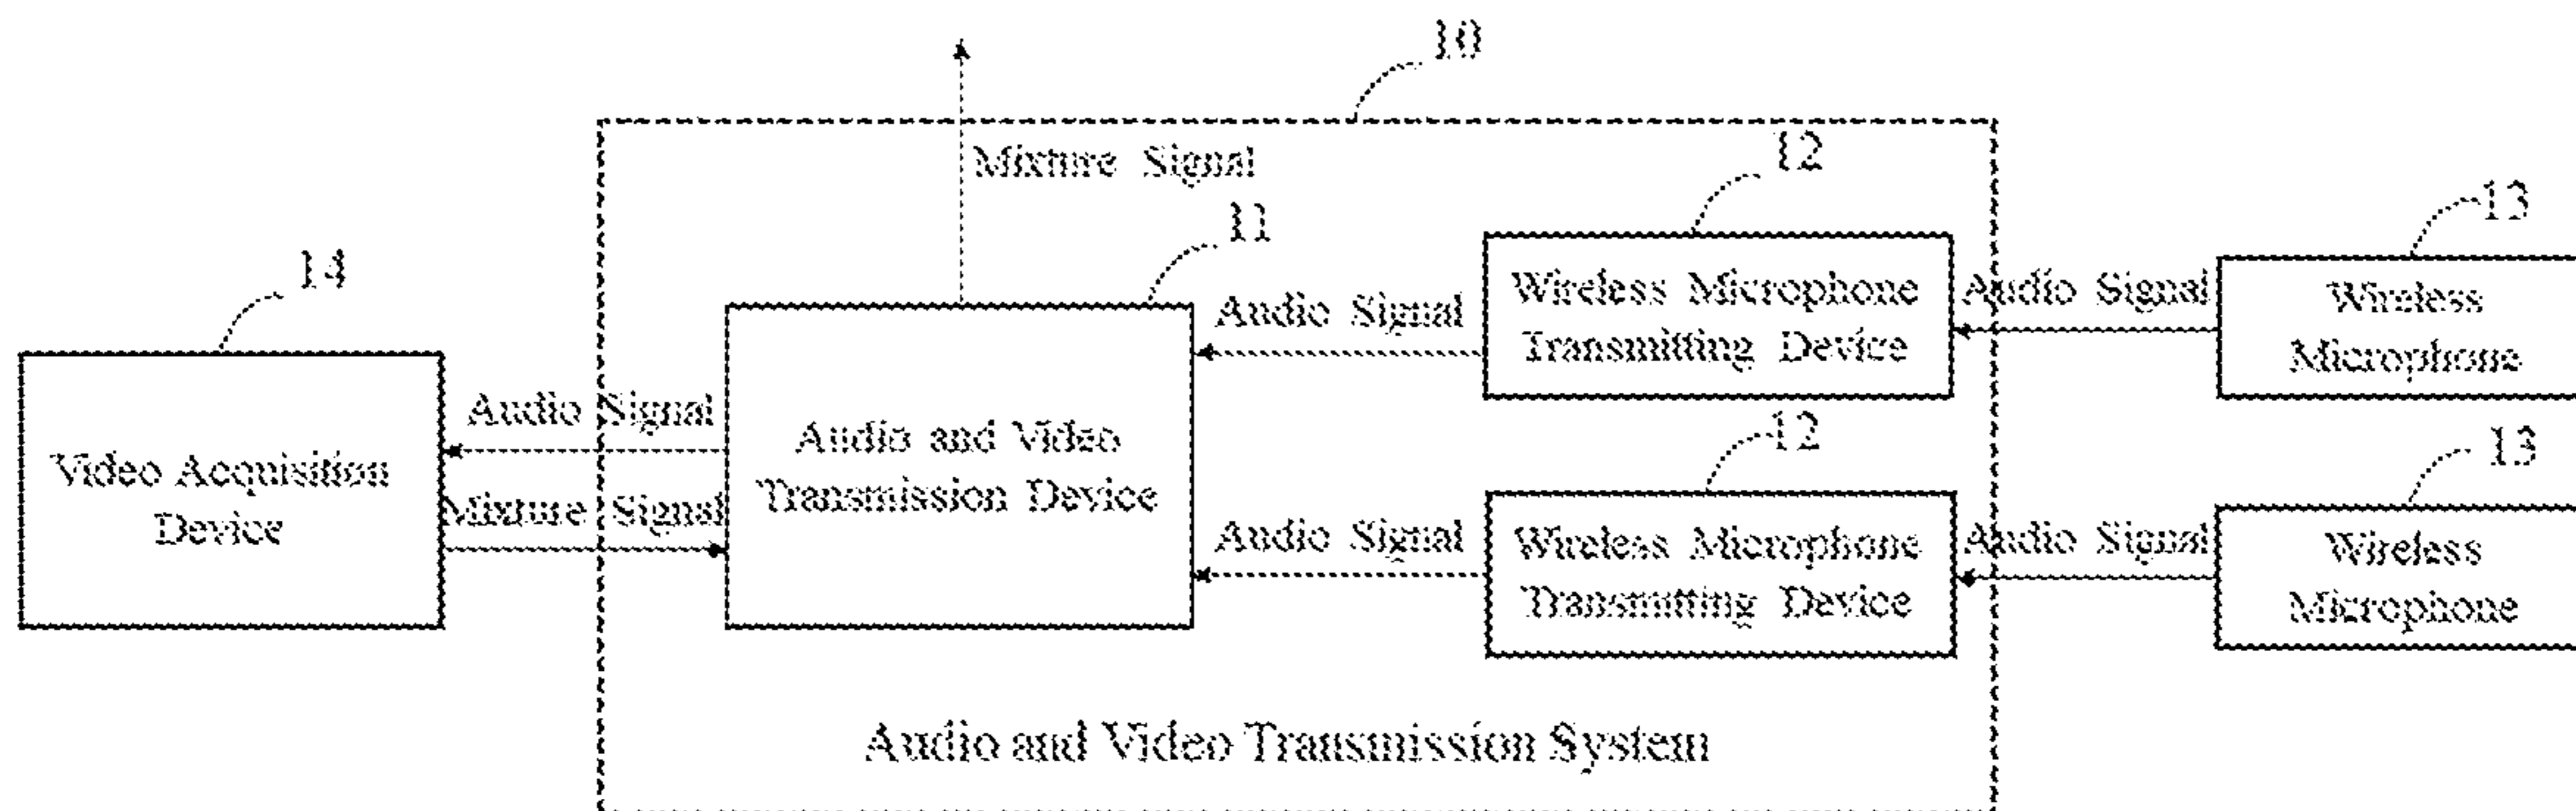 10
Mixture Signal
12
13
11
14
Wireless Microphone
Transmitting Device
Audio Signal
Wireless
Microphone
Audio Signal
Audio Signal
12
13
Audio and Video
Transmission Device
Video Acquisition
Device
Mixture Signal
Audio Signal
Wireless Microphone
Transmitting Device
Audio Signal
Wireless
Microphone
Audio and Video Transmission System